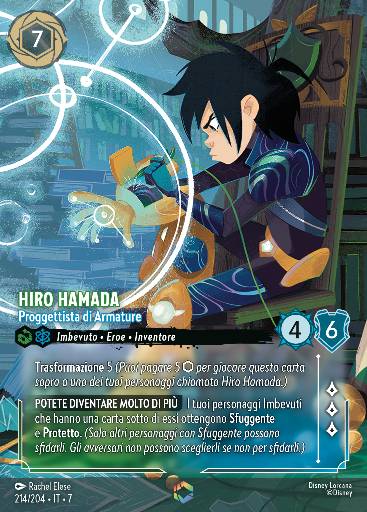 7
HIRO HAMADA
Proggettista di Armature
Imbevuto • Eroe • Inventore
4
6
Trasformazione 5 (Puoi pagare 5 per giocare questa carta
sopra a uno dei tuoi personaggi chiamato Hiro Hamada.)
POTETE DIVENTARE MOLTO DI PIÙ I tuoi personaggi Imbevuti
che hanno una carta sotto di essi ottengono Sfuggente
e Protetto. (Solo altri personaggi con Sfuggente possono
sfidarli. Gli avversari non possono sceglierli se non per sfidarli.)
Rachel Elese
214/204 • IT • 7
Disney Lorcana
©Disney